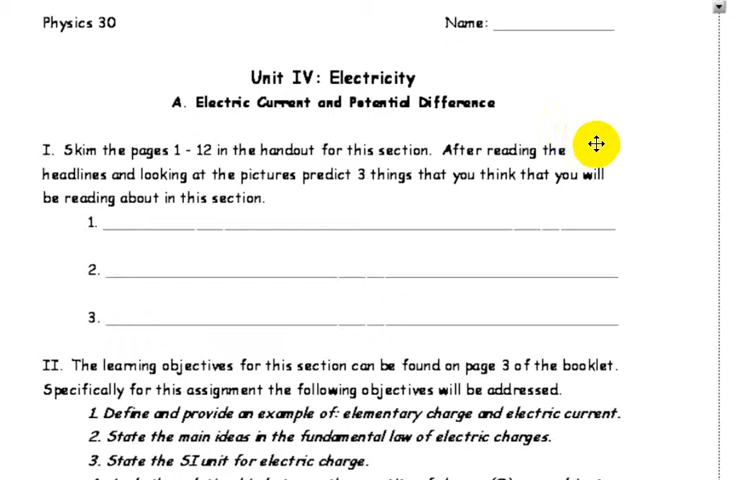 Physics 30 Name: ____________
Unit IV: Electricity
A. Electric Current and Potential Difference
I. Skim the pages 1 - 12 in the handout for this section. After reading the
headlines and looking at the pictures predict 3 things that you think that you will
be reading about in this section.
1. ____________
2. ____________
3. ____________
II. The learning objectives for this section can be found on page 3 of the booklet.
Specifically for this assignment the following objectives will be addressed.
1. Define and provide an example of: elementary charge and electric current.
2. State the main ideas in the fundamental law of electric charges.
3. State the SI unit for electric charge.